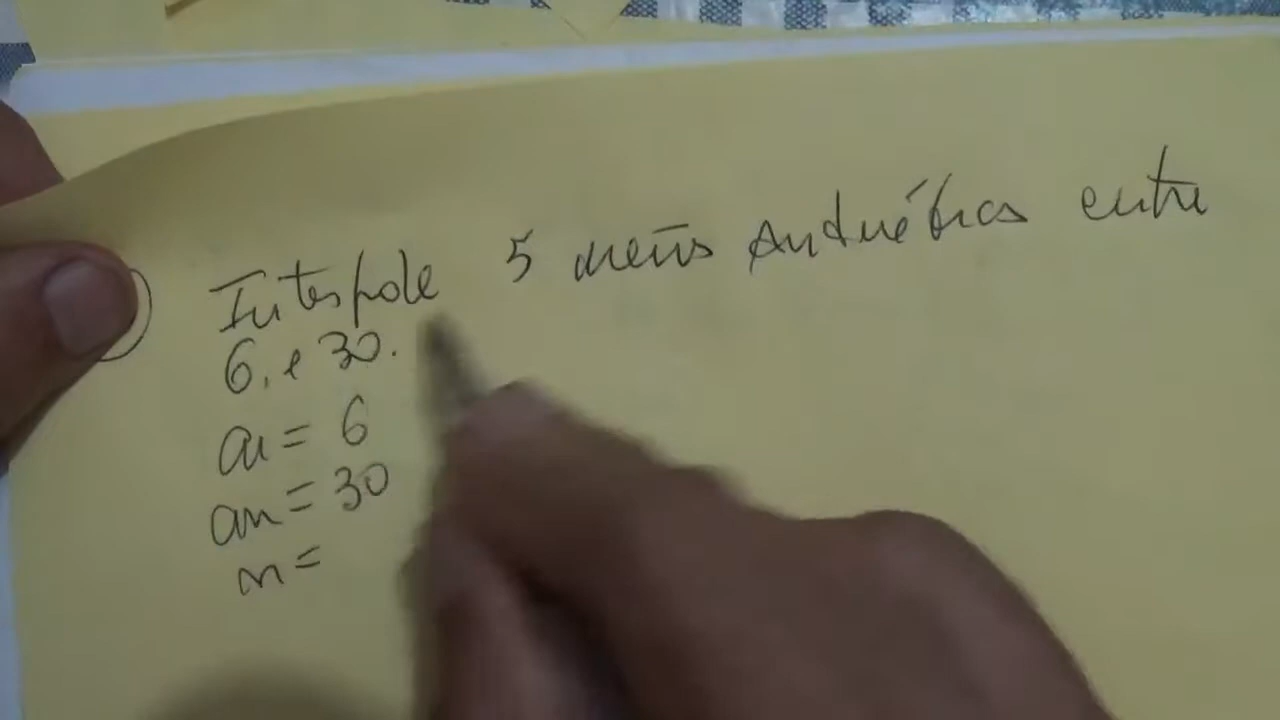 Interpole 5 meios aritméticos entre
6, e 30.
a1 = 6
an = 30
n =